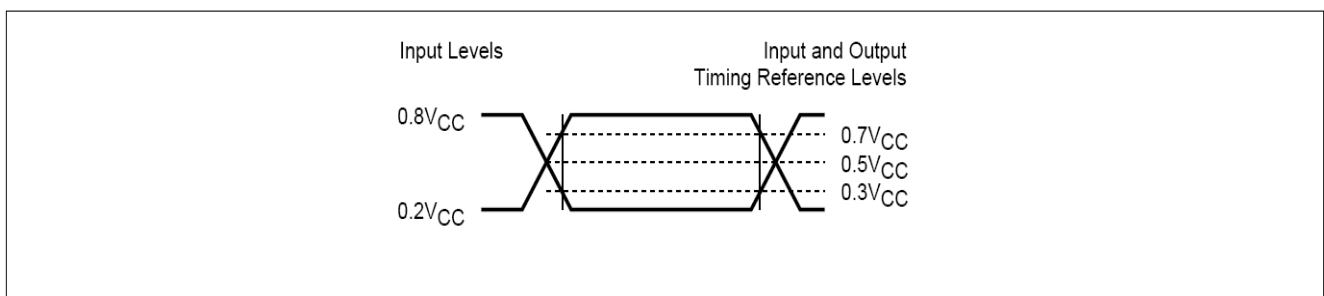 Input Levels
Input and Output
Timing Reference Levels
0.8VCC
0.7VCC
0.5VCC
0.3VCC
0.2VCC